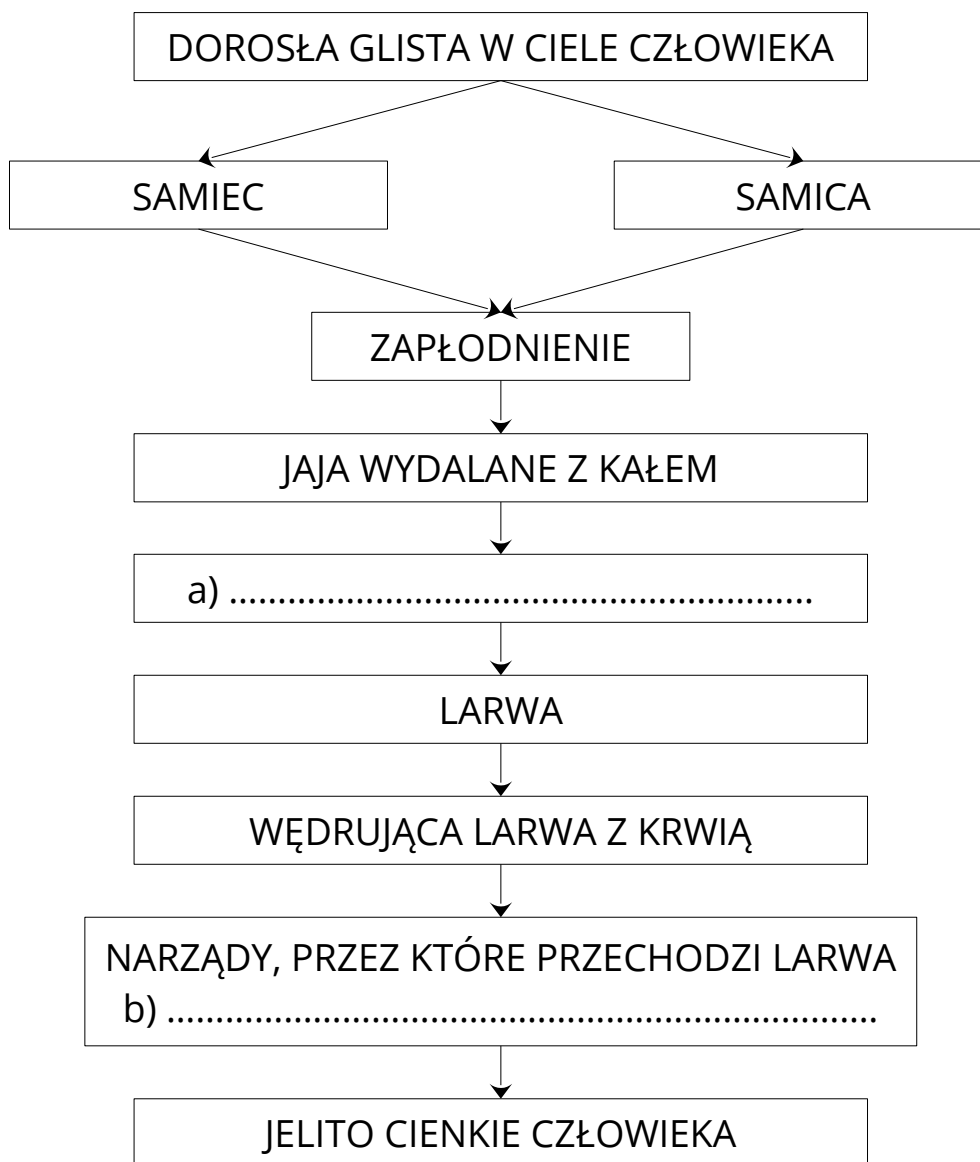 DOROSŁA GLISTA W CIELE CZŁOWIEKA
SAMIEC
SAMICA
ZAPŁODNIENIE
JAJA WYDALANE Z KAŁEM
a) ............................................................
LARWA
WĘDRUJĄCA LARWA Z KRWIĄ
NARZĄDY, PRZEZ KTÓRE PRZECHODZI LARWA
b) .........................................................................
JELITO CIENKIE CZŁOWIEKA